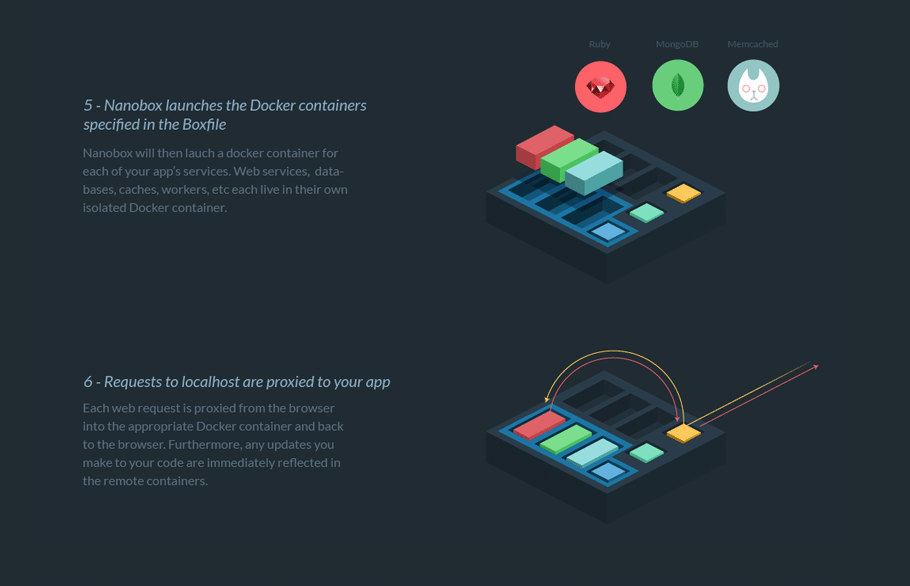 Ruby MongoDB Memcached
5 - Nanobox launches the Docker containers
specified in the Boxfile
Nanobox will then lauch a docker container for
each of your app's services. Web services, data-
bases, caches, workers, etc each live in their own
isolated Docker container.
6 - Requests to localhost are proxied to your app
Each web request is proxied from the browser
into the appropriate Docker container and back
to the browser. Furthermore, any updates you
make to your code are immediately reflected in
the remote containers.